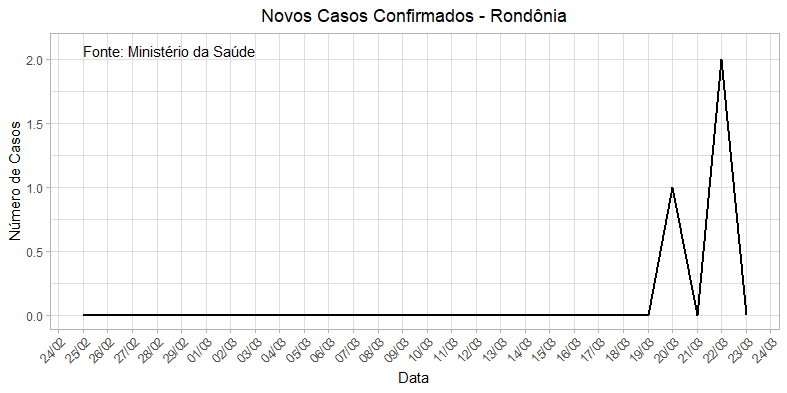 Novos Casos Confirmados - Rondônia
Fonte: Ministério da Saúde
Número de Casos
2.0
1.5
1.0
0.5
0.0
24/02 25/02 26/02 27/02 28/02 29/02 01/03 02/03 03/03 04/03 05/03 06/03 07/03 08/03 09/03 10/03 11/03 12/03 13/03 14/03 15/03 16/03 17/03 18/03 19/03 20/03 21/03 22/03 23/03 24/03
Data